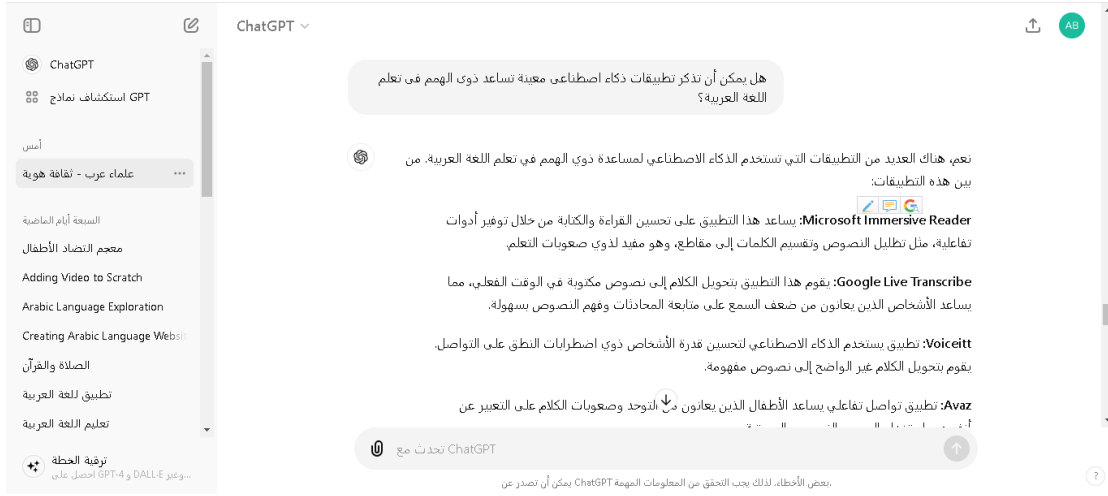 ChatGPT
AB
ChatGPT
استكشاف نماذج GPT
أمس
علماء عرب - ثقافة هوية
السبعة أيام الماضية
معجم التضاد الأطفال
Adding Video to Scratch
Arabic Language Exploration
Creating Arabic Language Websi
الصلاة والقرآن
تطبيق للغة العربية
تعليم اللغة العربية
ترقية الخطة
احصل على GPT-4 و DALL·E وغير...
هل يمكن أن تذكر تطبيقات ذكاء اصطناعى معينة تساعد ذوى الهمم فى تعلم
اللغة العربية؟
نعم، هناك العديد من التطبيقات التي تستخدم الذكاء الاصطناعي لمساعدة ذوي الهمم في تعلم اللغة العربية. من
بين هذه التطبيقات:
Microsoft Immersive Reader: يساعد هذا التطبيق على تحسين القراءة والكتابة من خلال توفير أدوات
تفاعلية، مثل تظليل النصوص وتقسيم الكلمات إلى مقاطع، وهو مفيد لذوي صعوبات التعلم.
Google Live Transcribe: يقوم هذا التطبيق بتحويل الكلام إلى نصوص مكتوبة في الوقت الفعلي، مما
يساعد الأشخاص الذين يعانون من ضعف السمع على متابعة المحادثات وفهم النصوص بسهولة.
Voiceitt: تطبيق يستخدم الذكاء الاصطناعي لتحسين قدرة الأشخاص ذوي اضطرابات النطق على التواصل.
يقوم بتحويل الكلام غير الواضح إلى نصوص مفهومة.
Avaz: تطبيق تواصل تفاعلي يساعد الأطفال الذين يعانون التوحد وصعوبات الكلام على التعبير عن
تحدث مع ChatGPT
يمكن أن تصدر عن ChatGPT بعض الأخطاء. لذلك يجب التحقق من المعلومات المهمة.
?